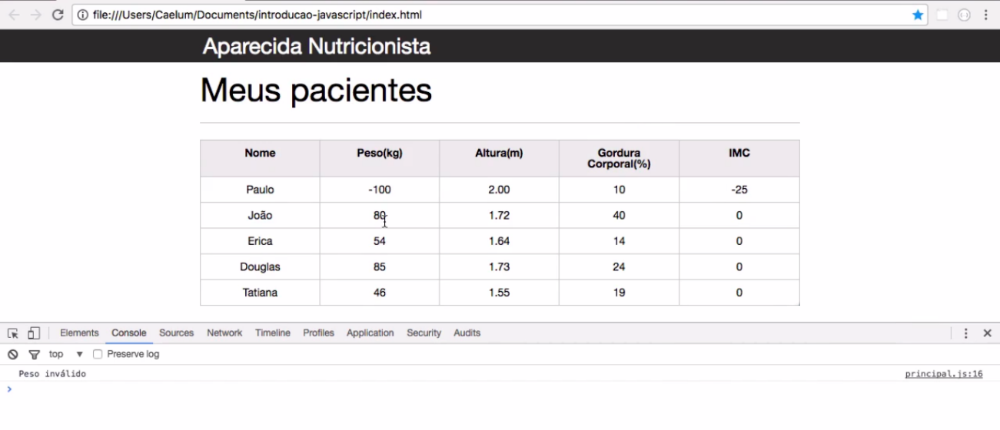 file:///Users/Caelum/Documents/introducao-javascript/index.html
Aparecida Nutricionista
Meus pacientes
Nome Peso(kg) Altura(m) Gordura Corporal(%) IMC
Paulo -100 2.00 10 -25
João 80 1.72 40 0
Erica 54 1.64 14 0
Douglas 85 1.73 24 0
Tatiana 46 1.55 19 0
Elements Console Sources Network Timeline Profiles Application Security Audits
top Preserve log
Peso inválido principal.js:16